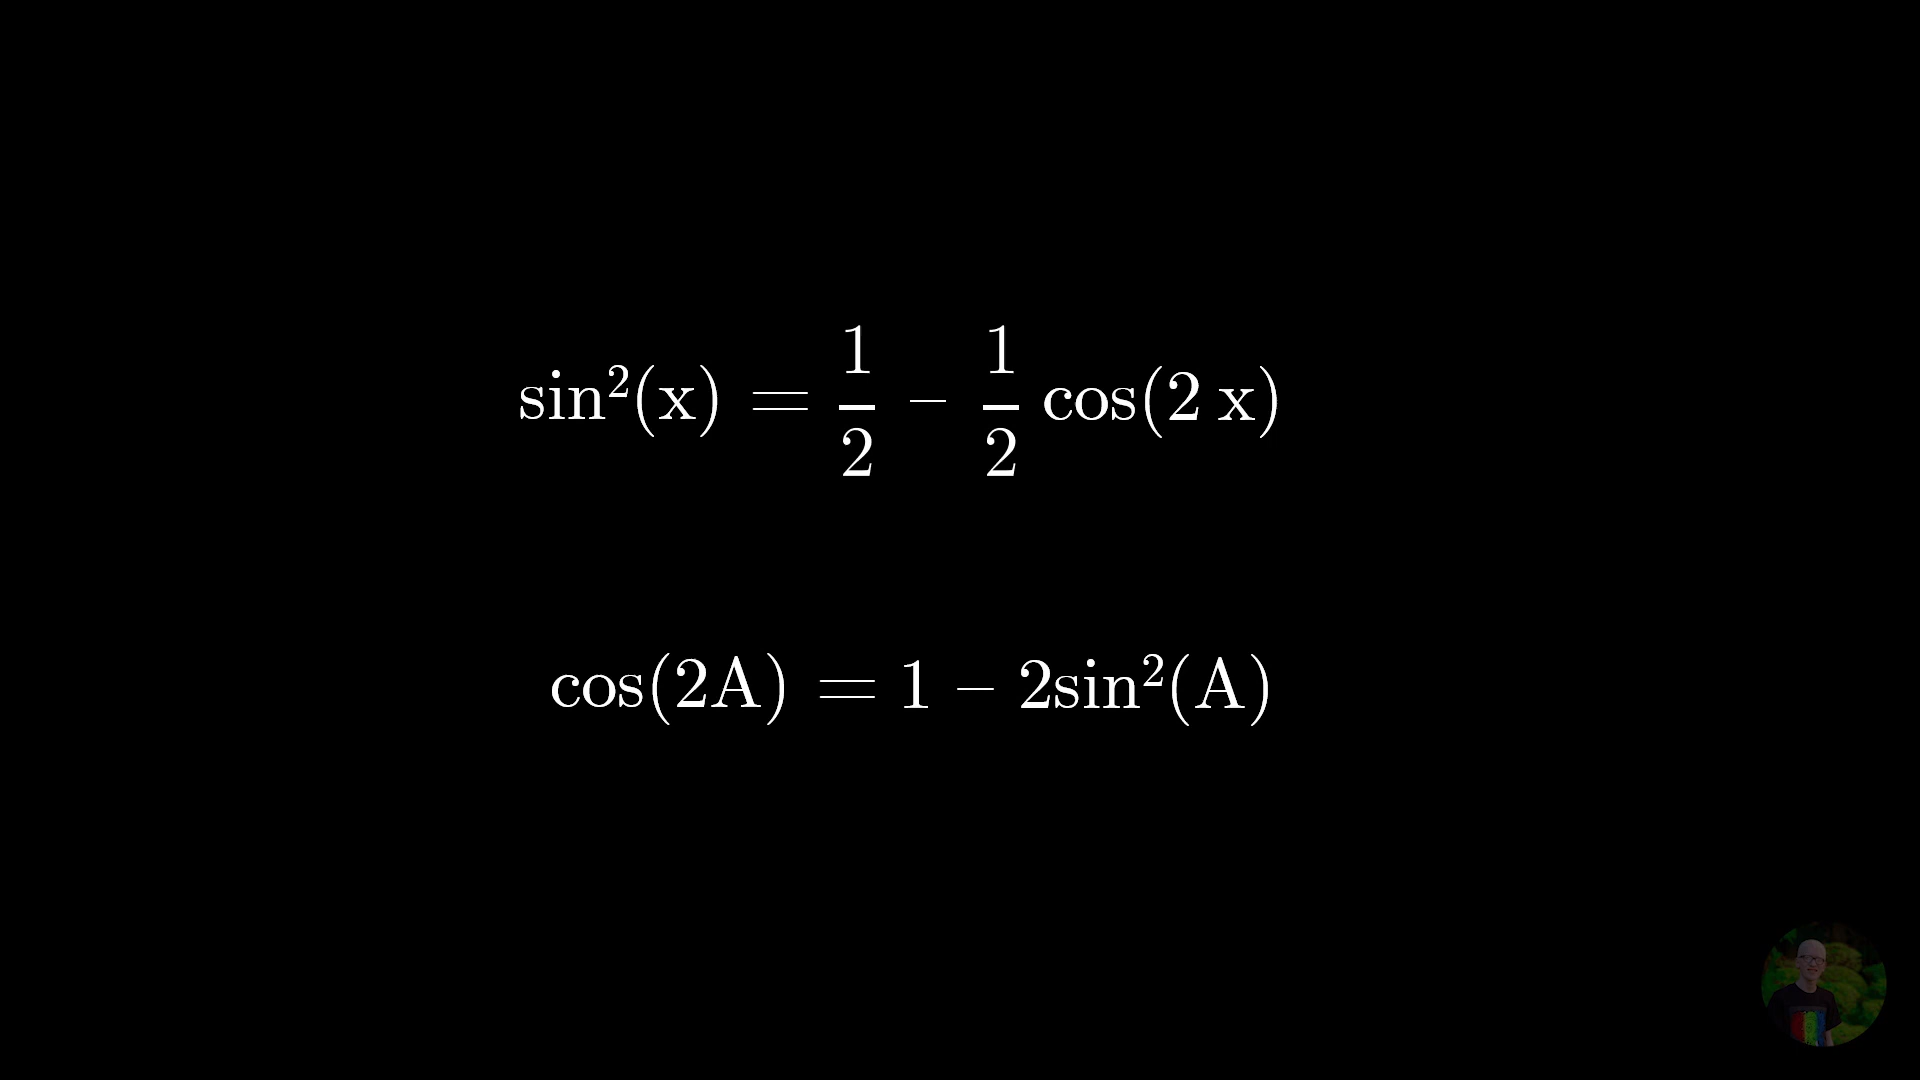 sin²(x) = 1/2 – 1/2 cos(2 x)
cos(2A) = 1 – 2sin²(A)